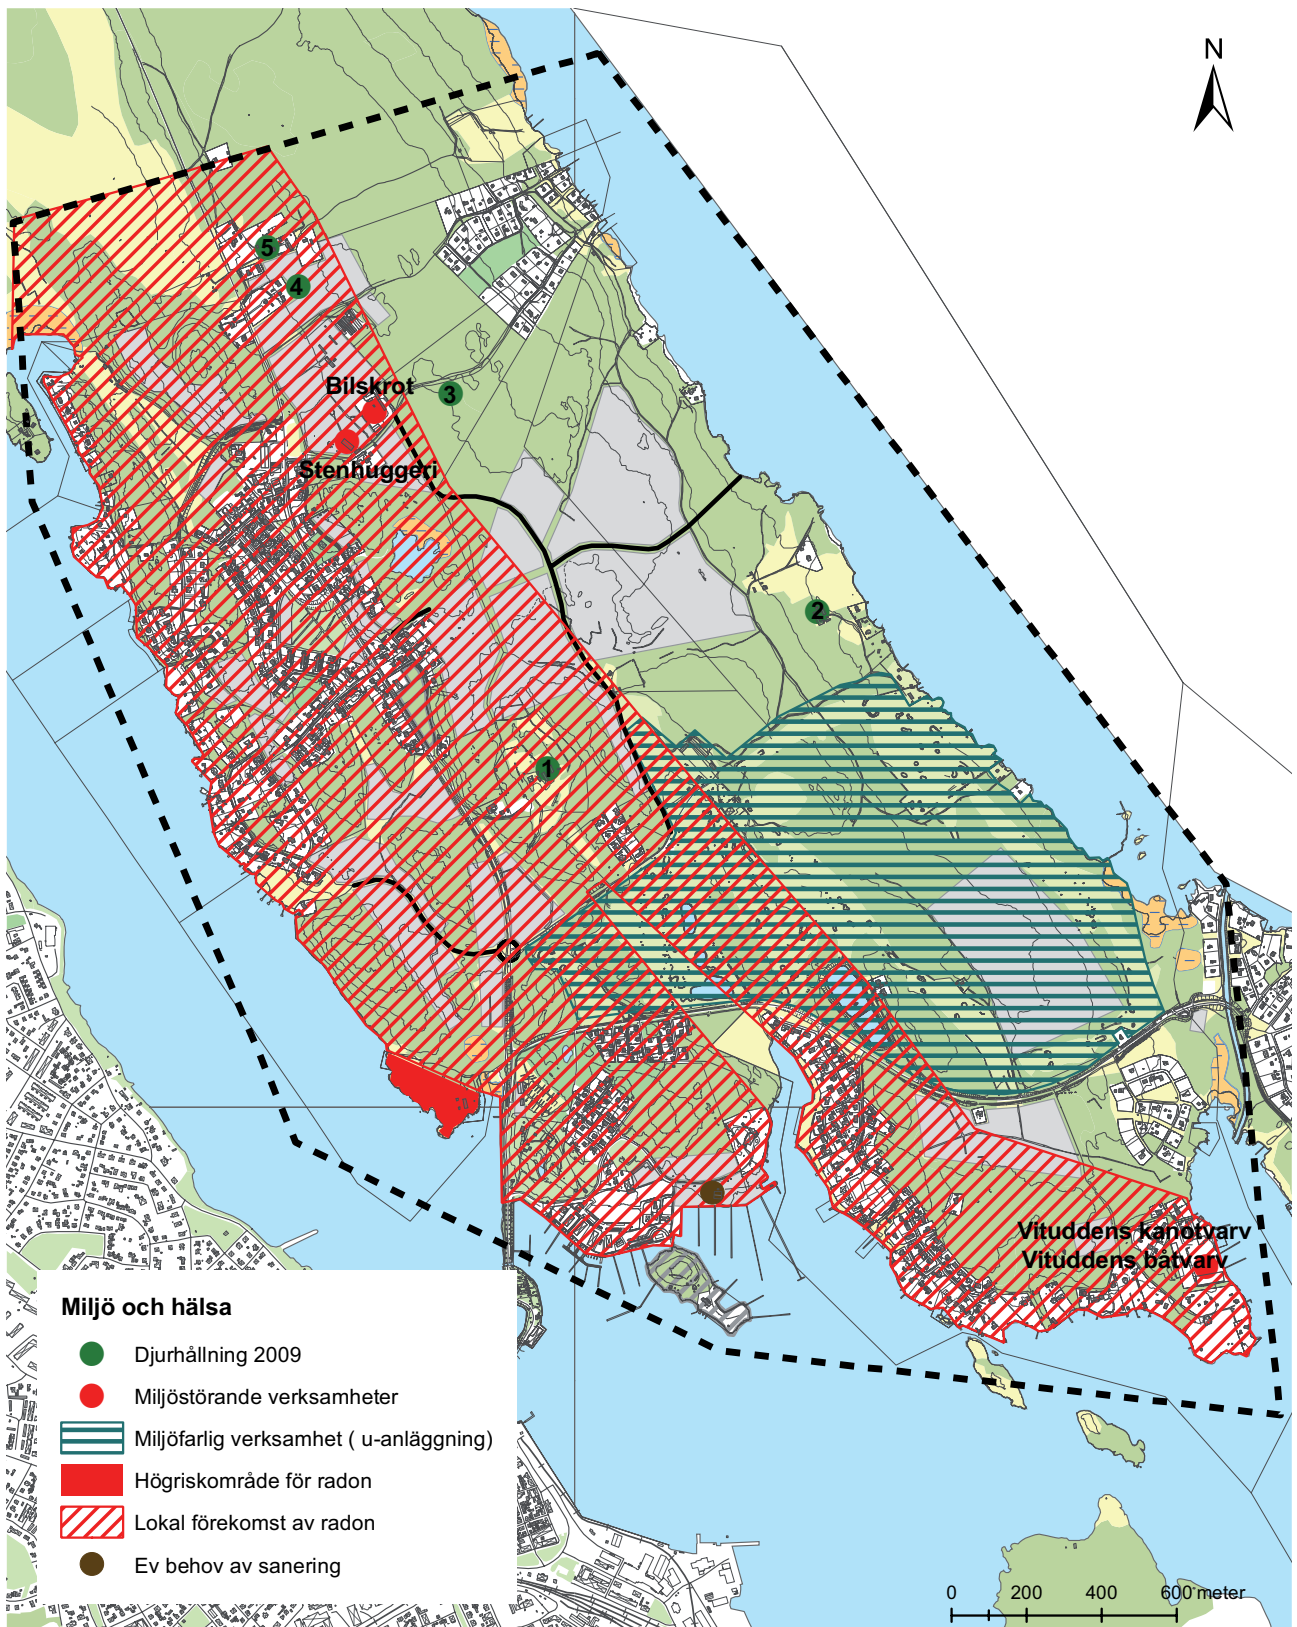 N
5
4
Bilskrot
3
Stenhuggeri
2
1
Vituddens kanotvarv
Vituddens båtvarv
Miljö och hälsa
Djurhållning 2009
Miljöstörande verksamheter
Miljöfarlig verksamhet ( u-anläggning)
Högriskområde för radon
Lokal förekomst av radon
Ev behov av sanering
0 200 400 600 meter